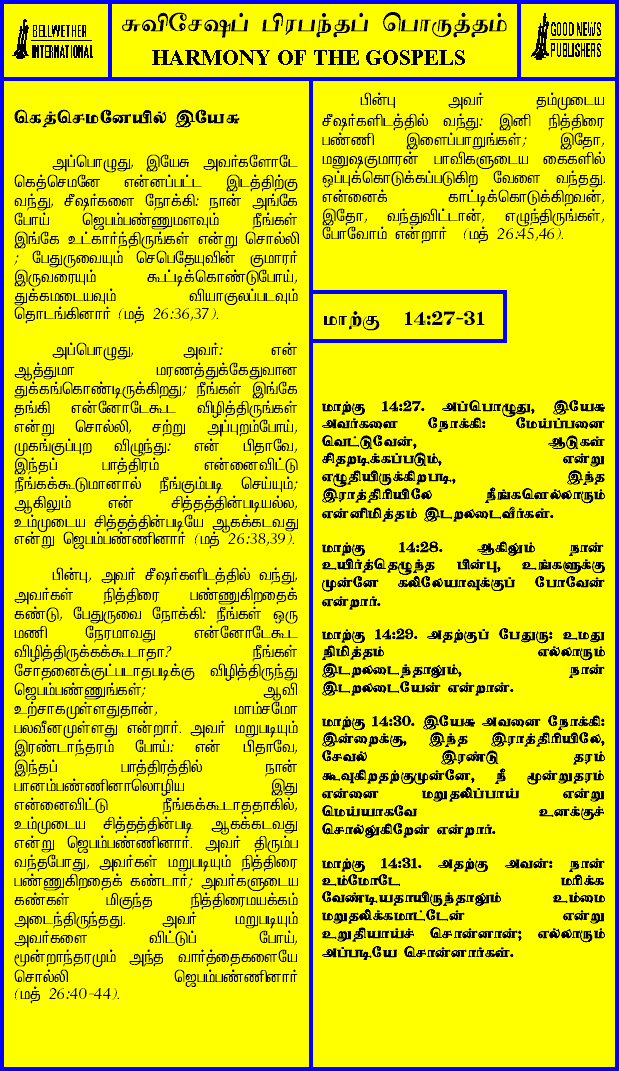 BELLWETHER
INTERNATIONAL
சுவிசேஷப் பிரபந்தப் பொருத்தம்
HARMONY OF THE GOSPELS
GOOD NEWS
PUBLISHERS
கெத்செமனேயில் இயேசு
அப்பொழுது, இயேசு அவர்களோடே
கெத்செமனே என்னப்பட்ட இடத்திற்கு
வந்து, சீஷர்களை நோக்கி: நான் அங்கே
போய் ஜெபம்பண்ணுமளவும் நீங்கள்
இங்கே உட்கார்ந்திருங்கள் என்று சொல்லி
; பேதுருவையும் செபெதேயுவின் குமாரர்
இருவரையும் கூட்டிக்கொண்டுபோய்,
துக்கமடையவும் வியாகுலப்படவும்
தொடங்கினார் (மத் 26:36,37).
அப்பொழுது, அவர்: என்
ஆத்துமா மரணத்துக்கேதுவான
துக்கங்கொண்டிருக்கிறது; நீங்கள் இங்கே
தங்கி என்னோடேகூட விழித்திருங்கள்
என்று சொல்லி, சற்று அப்புறம்போய்,
முகங்குப்புற விழுந்து: என் பிதாவே,
இந்தப் பாத்திரம் என்னைவிட்டு
நீங்கக்கூடுமானால் நீங்கும்படி செய்யும்;
ஆகிலும் என் சித்தத்தின்படியல்ல,
உம்முடைய சித்தத்தின்படியே ஆகக்கடவது
என்று ஜெபம்பண்ணினார் (மத் 26:38,39).
பின்பு, அவர் சீஷர்களிடத்தில் வந்து,
அவர்கள் நித்திரை பண்ணுகிறதைக்
கண்டு, பேதுருவை நோக்கி: நீங்கள் ஒரு
மணி நேரமாவது என்னோடேகூட
விழித்திருக்கக்கூடாதா? நீங்கள்
சோதனைக்குட்படாதபடிக்கு விழித்திருந்து
ஜெபம்பண்ணுங்கள்; ஆவி
உற்சாகமுள்ளதுதான், மாம்சமோ
பலவீனமுள்ளது என்றார். அவர் மறுபடியும்
இரண்டாந்தரம் போய்: என் பிதாவே,
இந்தப் பாத்திரத்தில் நான்
பானம்பண்ணினாலொழிய இது
என்னைவிட்டு நீங்கக்கூடாததாகில்,
உம்முடைய சித்தத்தின்படி ஆகக்கடவது
என்று ஜெபம்பண்ணினார். அவர் திரும்ப
வந்தபோது, அவர்கள் மறுபடியும் நித்திரை
பண்ணுகிறதைக் கண்டார்; அவர்களுடைய
கண்கள் மிகுந்த நித்திரைமயக்கம்
அடைந்திருந்தது. அவர் மறுபடியும்
அவர்களை விட்டுப் போய்,
மூன்றாந்தரமும் அந்த வார்த்தைகளையே
சொல்லி ஜெபம்பண்ணினார்
(மத் 26:40-44).
பின்பு அவர் தம்முடைய
சீஷர்களிடத்தில் வந்து: இனி நித்திரை
பண்ணி இளைப்பாறுங்கள்; இதோ,
மனுஷகுமாரன் பாவிகளுடைய கைகளில்
ஒப்புக்கொடுக்கப்படுகிற வேளை வந்தது.
என்னைக் காட்டிக்கொடுக்கிறவன்,
இதோ, வந்துவிட்டான், எழுந்திருங்கள்,
போவோம் என்றார் (மத் 26:45,46).
மாற்கு 14:27-31
மாற்கு 14:27. அப்பொழுது, இயேசு
அவர்களை நோக்கி: மேய்ப்பனை
வெட்டுவேன், ஆடுகள்
சிதறடிக்கப்படும், என்று
எழுதியிருக்கிறபடி, இந்த
இராத்திரியிலே நீங்களெல்லாரும்
என்னிமித்தம் இடறலடைவீர்கள்.
மாற்கு 14:28. ஆகிலும் நான்
உயிர்த்தெழுந்த பின்பு, உங்களுக்கு
முன்னே கலிலேயாவுக்குப் போவேன்
என்றார்.
மாற்கு 14:29. அதற்குப் பேதுரு: உமது
நிமித்தம் எல்லாரும்
இடறலடைந்தாலும், நான்
இடறலடையேன் என்றான்.
மாற்கு 14:30. இயேசு அவனை நோக்கி:
இன்றைக்கு, இந்த இராத்திரியிலே,
சேவல் இரண்டு தரம்
கூவுகிறதற்குமுன்னே, நீ மூன்றுதரம்
என்னை மறுதலிப்பாய் என்று
மெய்யாகவே உனக்குச்
சொல்லுகிறேன் என்றார்.
மாற்கு 14:31. அதற்கு அவன்: நான்
உம்மோடே மரிக்க
வேண்டியதாயிருந்தாலும் உம்மை
மறுதலிக்கமாட்டேன் என்று
உறுதியாய்ச் சொன்னான்; எல்லாரும்
அப்படியே சொன்னார்கள்.